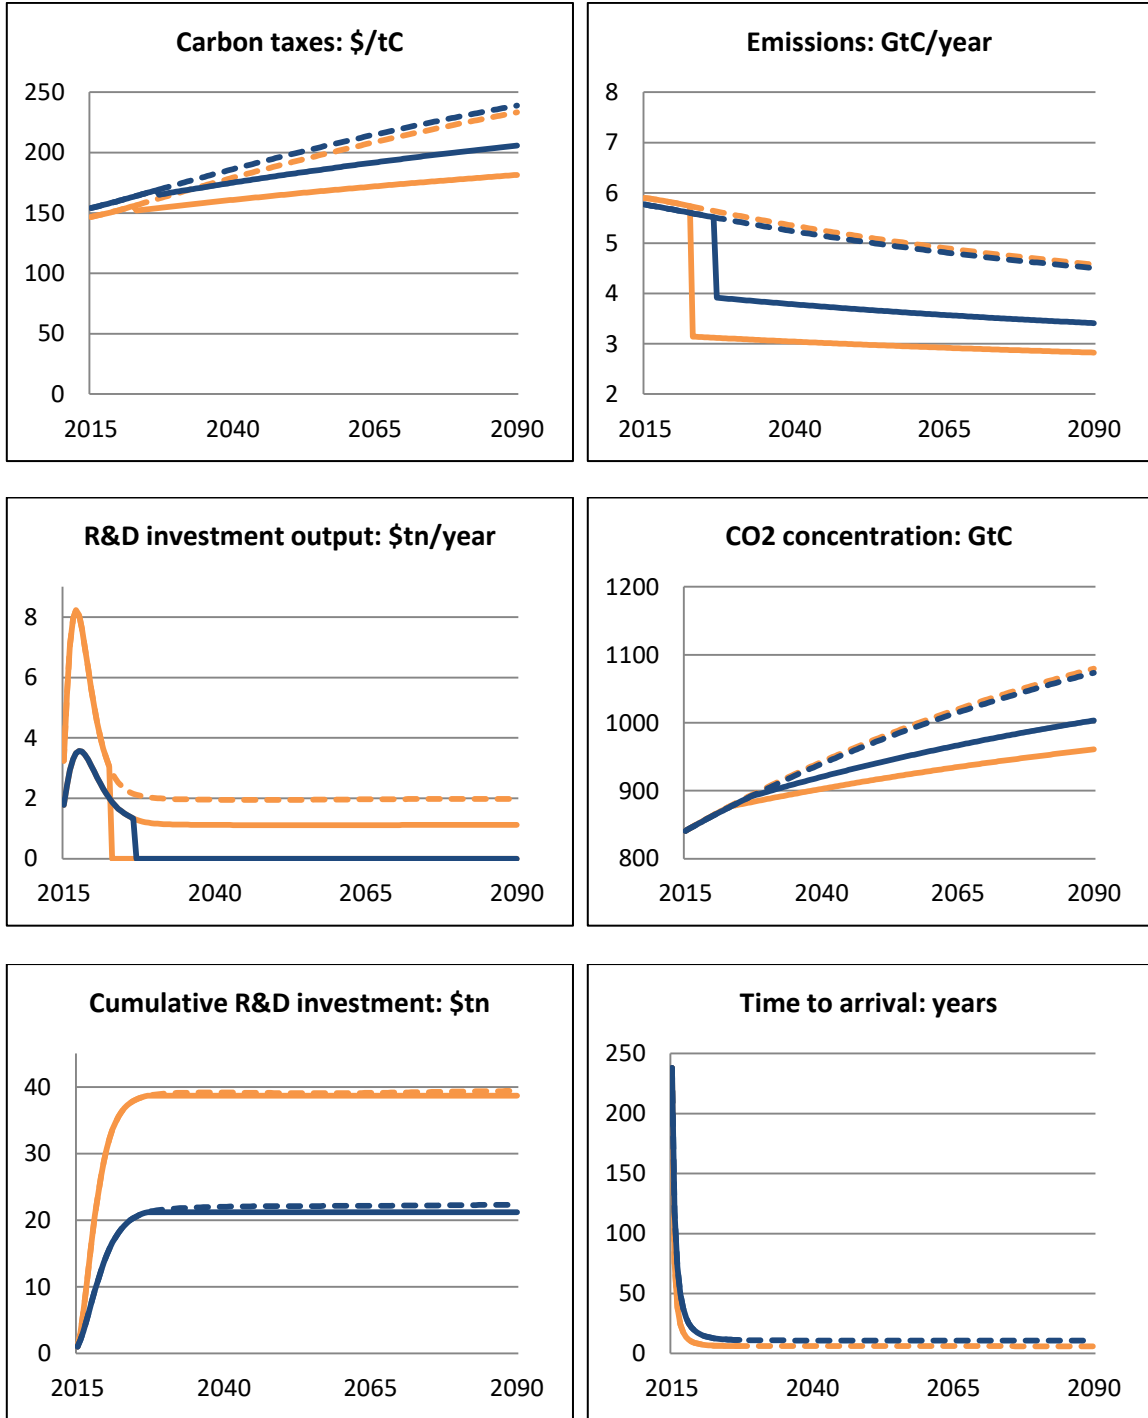 Carbon taxes: $/tC
250
200
150
100
50
0
2015 2040 2065 2090
Emissions: GtC/year
8
7
6
5
4
3
2
2015 2040 2065 2090
R&D investment output: $tn/year
8
6
4
2
0
2015 2040 2065 2090
CO2 concentration: GtC
1200
1100
1000
900
800
2015 2040 2065 2090
Cumulative R&D investment: $tn
40
30
20
10
0
2015 2040 2065 2090
Time to arrival: years
250
200
150
100
50
0
2015 2040 2065 2090